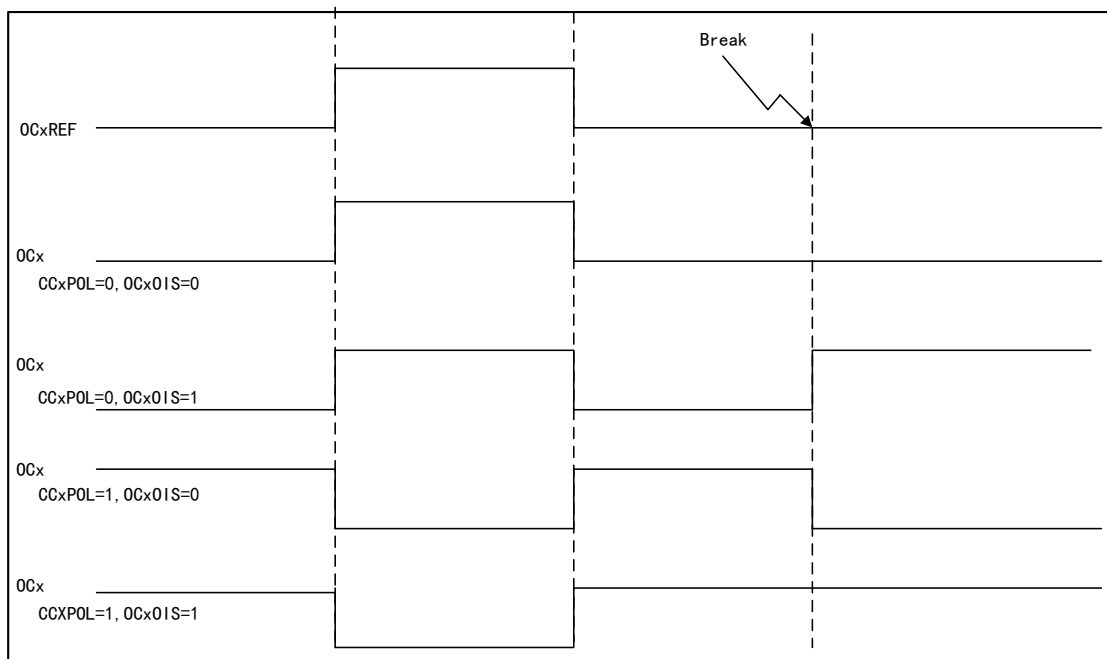 Break
OCxREF
OCx
CCxPOL=0,OCxOIS=0
OCx
CCxPOL=0,OCxOIS=1
OCx
CCxPOL=1,OCxOIS=0
OCx
CCXPOL=1,OCxOIS=1